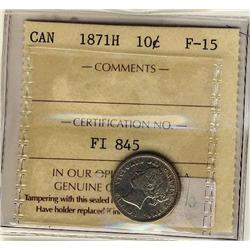 CAN 1871H 10¢ F-15
— COMMENTS —
— CERTIFICATION NO. —
FI 845
IN OUR
GENUINE
Tampering with this sealed
Have holder replaced if